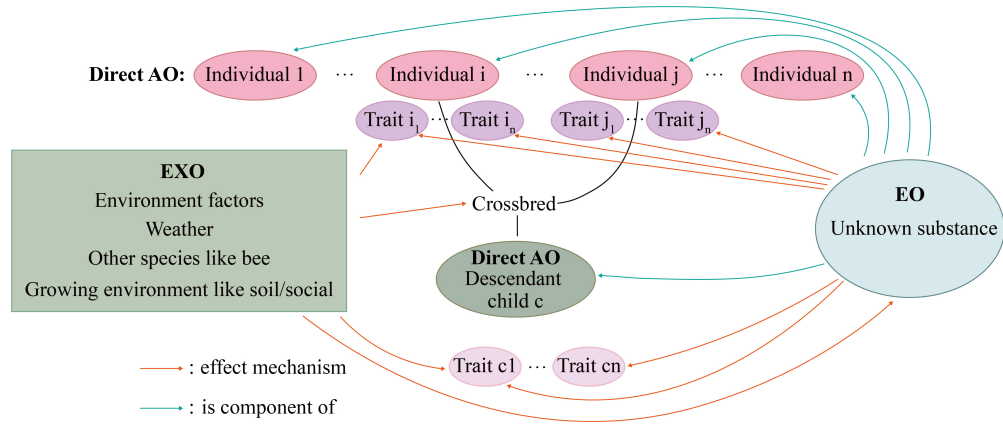 Direct AO: Individual 1 ... Individual i ... Individual j ... Individual n
Trait i₁ ... Trait iₙ Trait j₁ ... Trait jₙ
EXO
Environment factors
Weather
Other species like bee
Growing environment like soil/social
Crossbred
Direct AO
Descendant
child c
EO
Unknown substance
Trait c1 ... Trait cn
: effect mechanism
: is component of